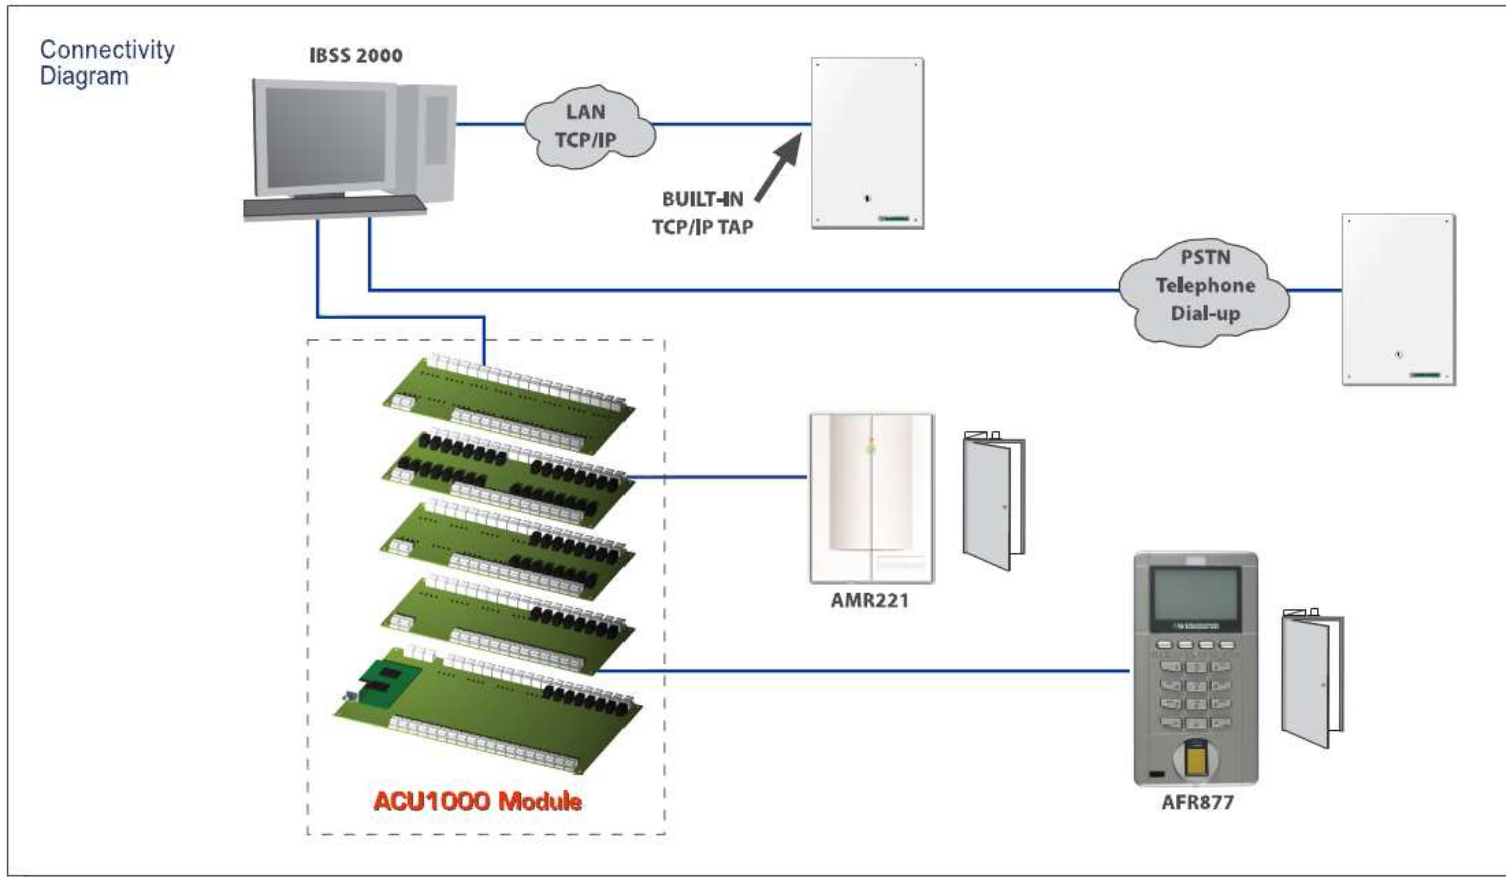 Connectivity
Diagram
IBSS 2000
LAN
TCP/IP
BUILT-IN
TCP/IP TAP
PSTN
Telephone
Dial-up
AMR221
AFR877
ACU1000 Module